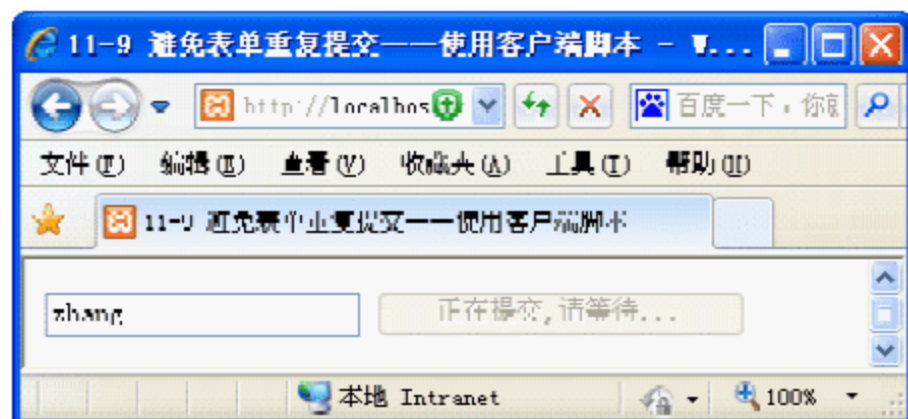 11-9 避免表单重复提交——使用客户端脚本 - W...
http://localhos
百度一下，你
文件(F) 编辑(E) 查看(V) 收藏夹(A) 工具(T) 帮助(H)
11-9 避免表单重复提交——使用客户端脚本
zhang
正在提交,请等待...
本地 Intranet
100%